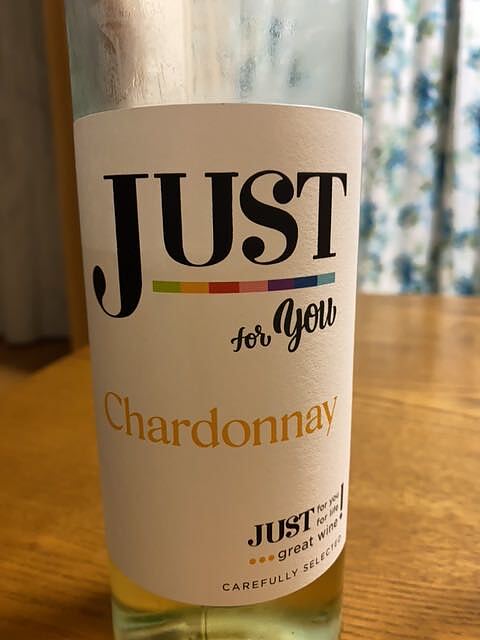 JUST
for You
Chardonnay
JUST for you for life!
great wine
CAREFULLY SELECTED